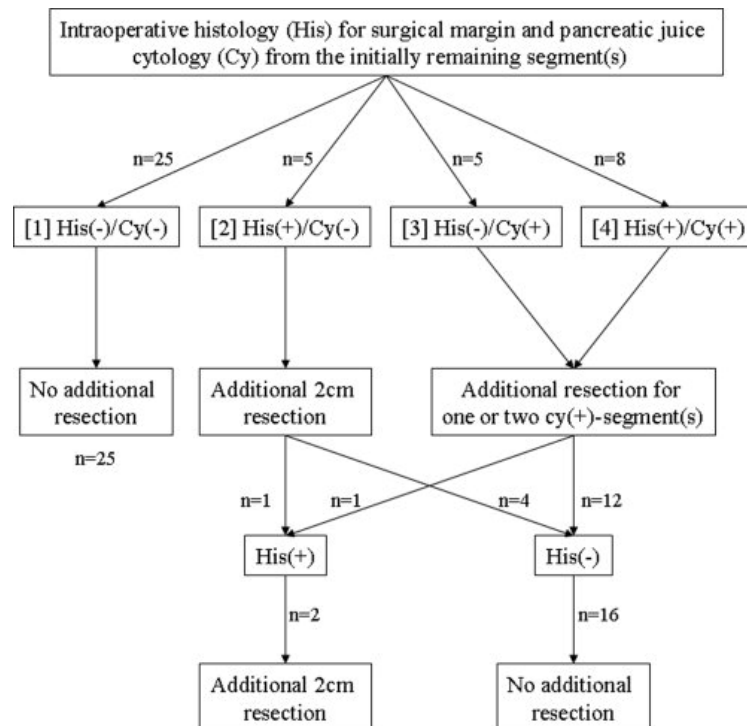 Intraoperative histology (His) for surgical margin and pancreatic juice
cytology (Cy) from the initially remaining segment(s)
n=25
n=5
n=5
n=8
[1] His(-)/Cy(-)
[2] His(+)/Cy(-)
[3] His(-)/Cy(+)
[4] His(+)/Cy(+)
No additional
resection
n=25
Additional 2cm
resection
Additional resection for
one or two cy(+)-segment(s)
n=1
n=1
n=4
n=12
His(+)
His(-)
n=2
n=16
Additional 2cm
resection
No additional
resection